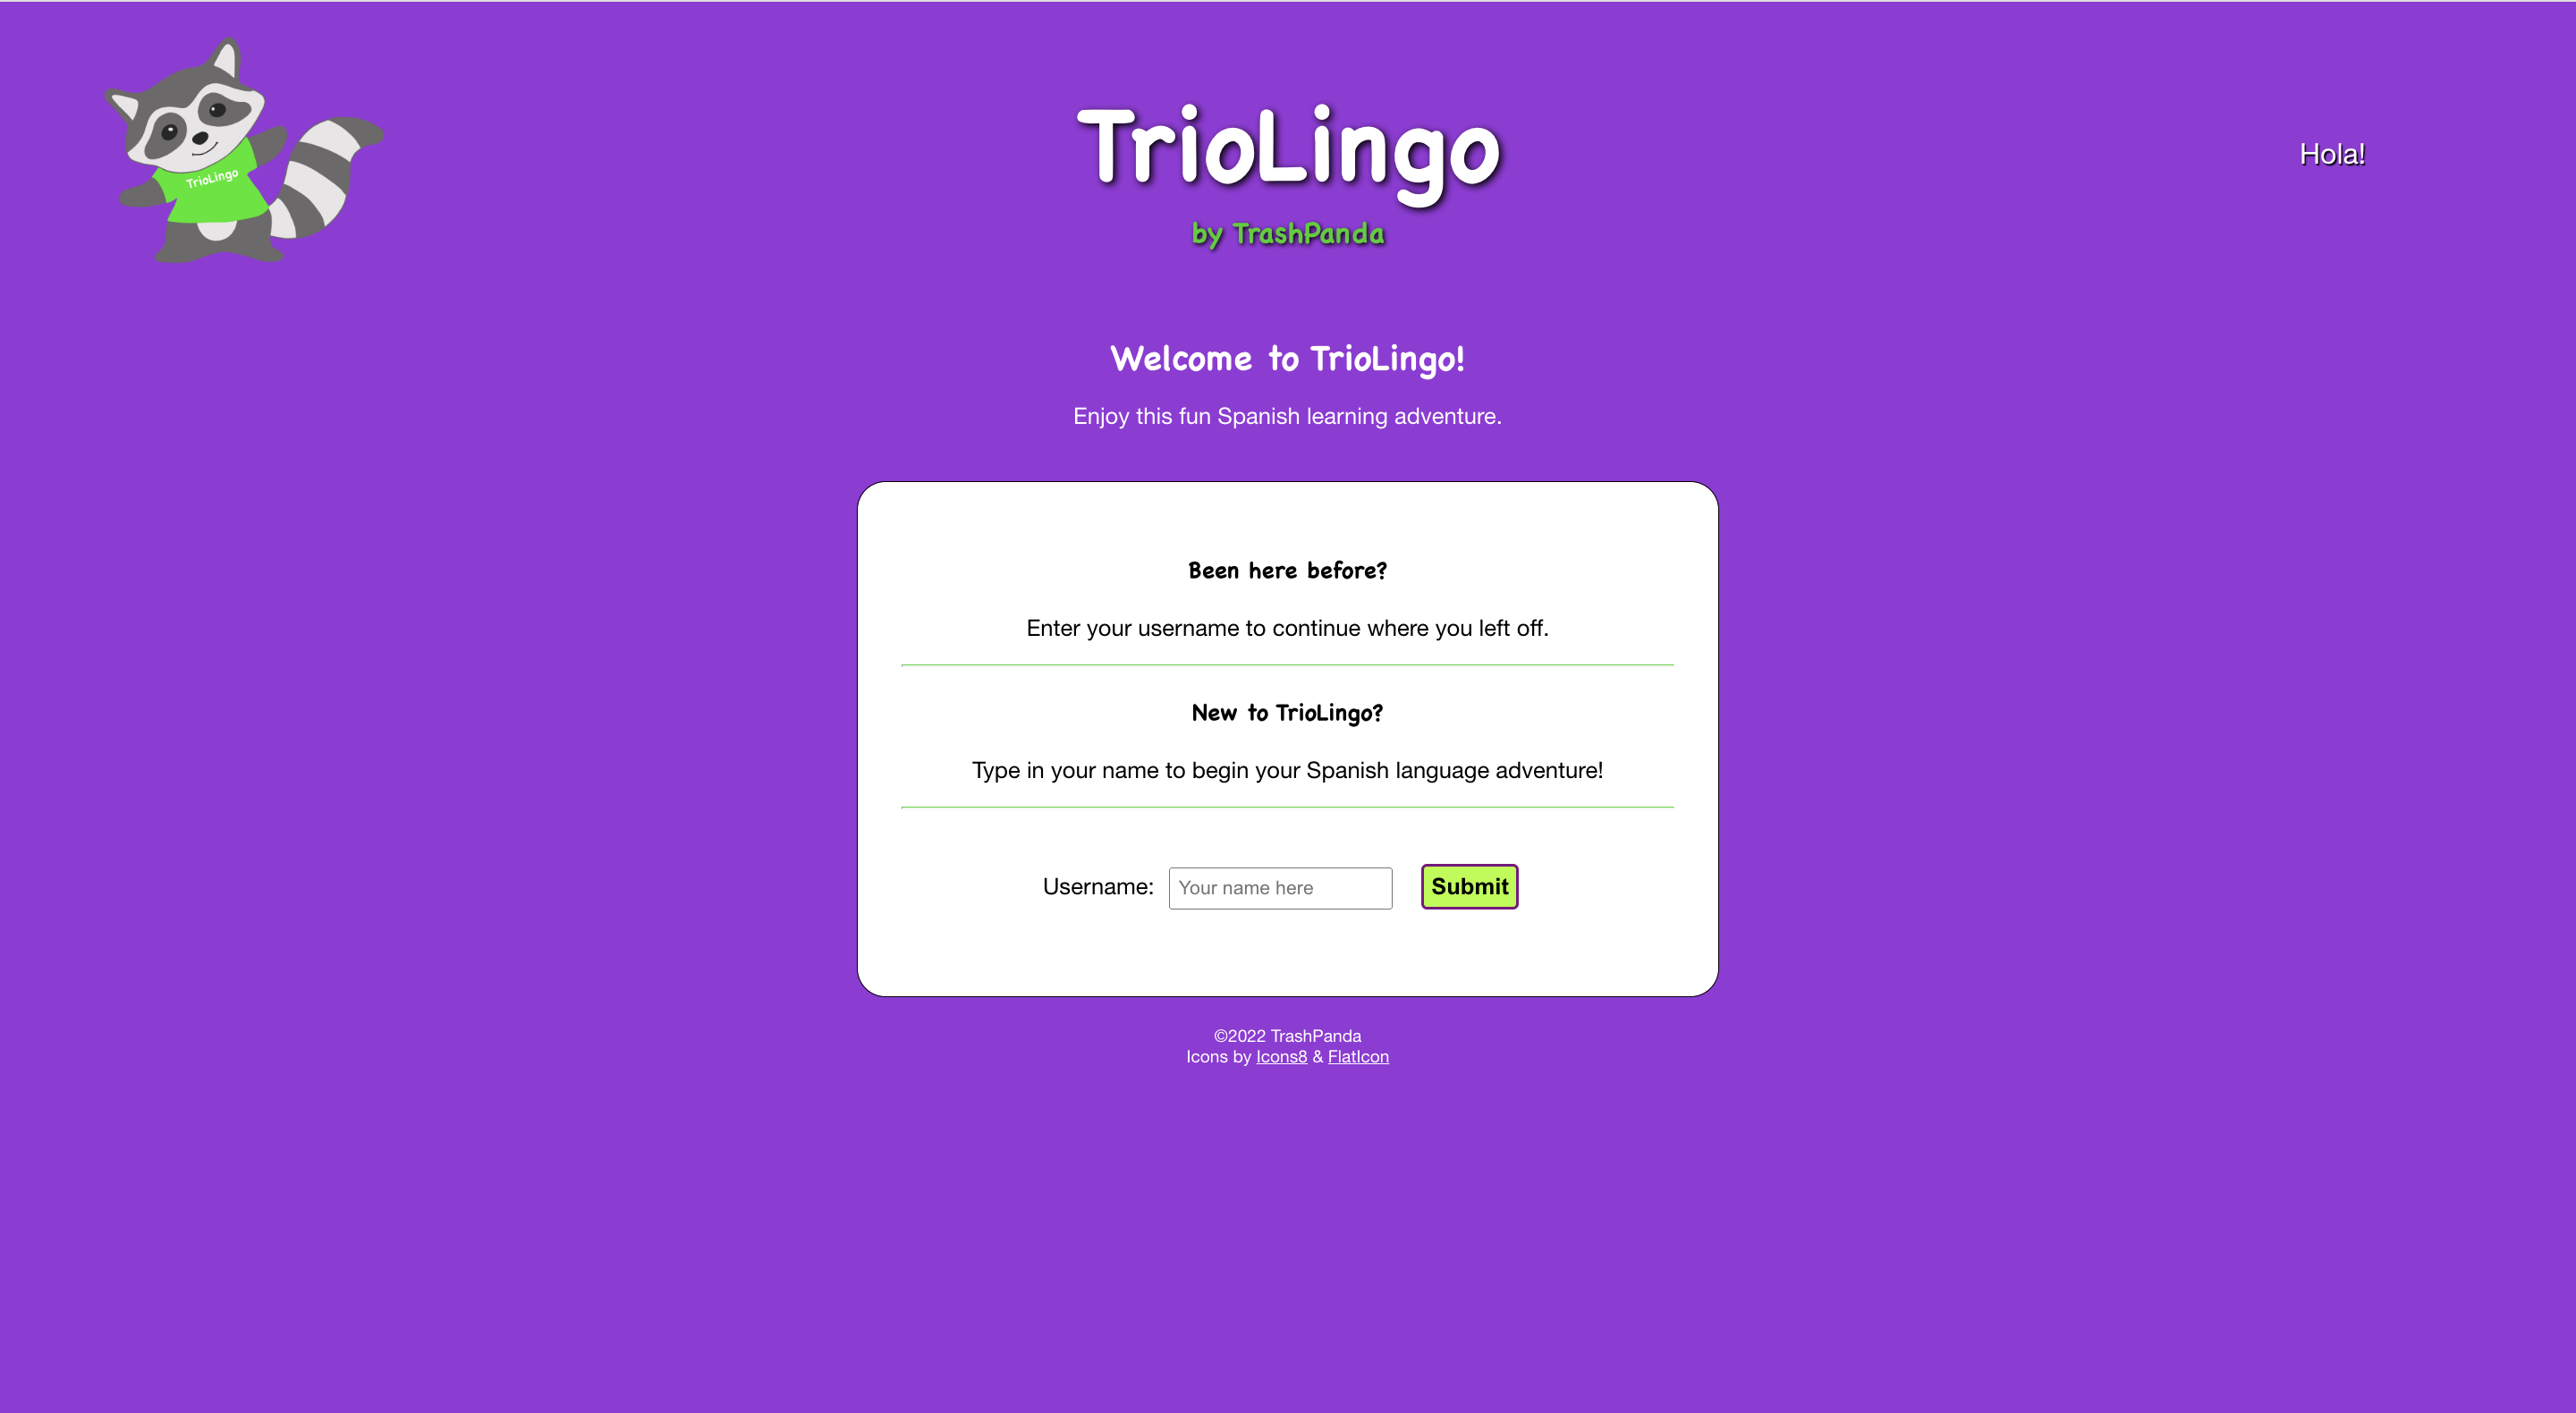 TrioLingo
TrioLingo
by TrashPanda
Hola!
Welcome to TrioLingo!
Enjoy this fun Spanish learning adventure.
Been here before?
Enter your username to continue where you left off.
New to TrioLingo?
Type in your name to begin your Spanish language adventure!
Username: Your name here Submit
©2022 TrashPanda
Icons by Icons8 & FlatIcon